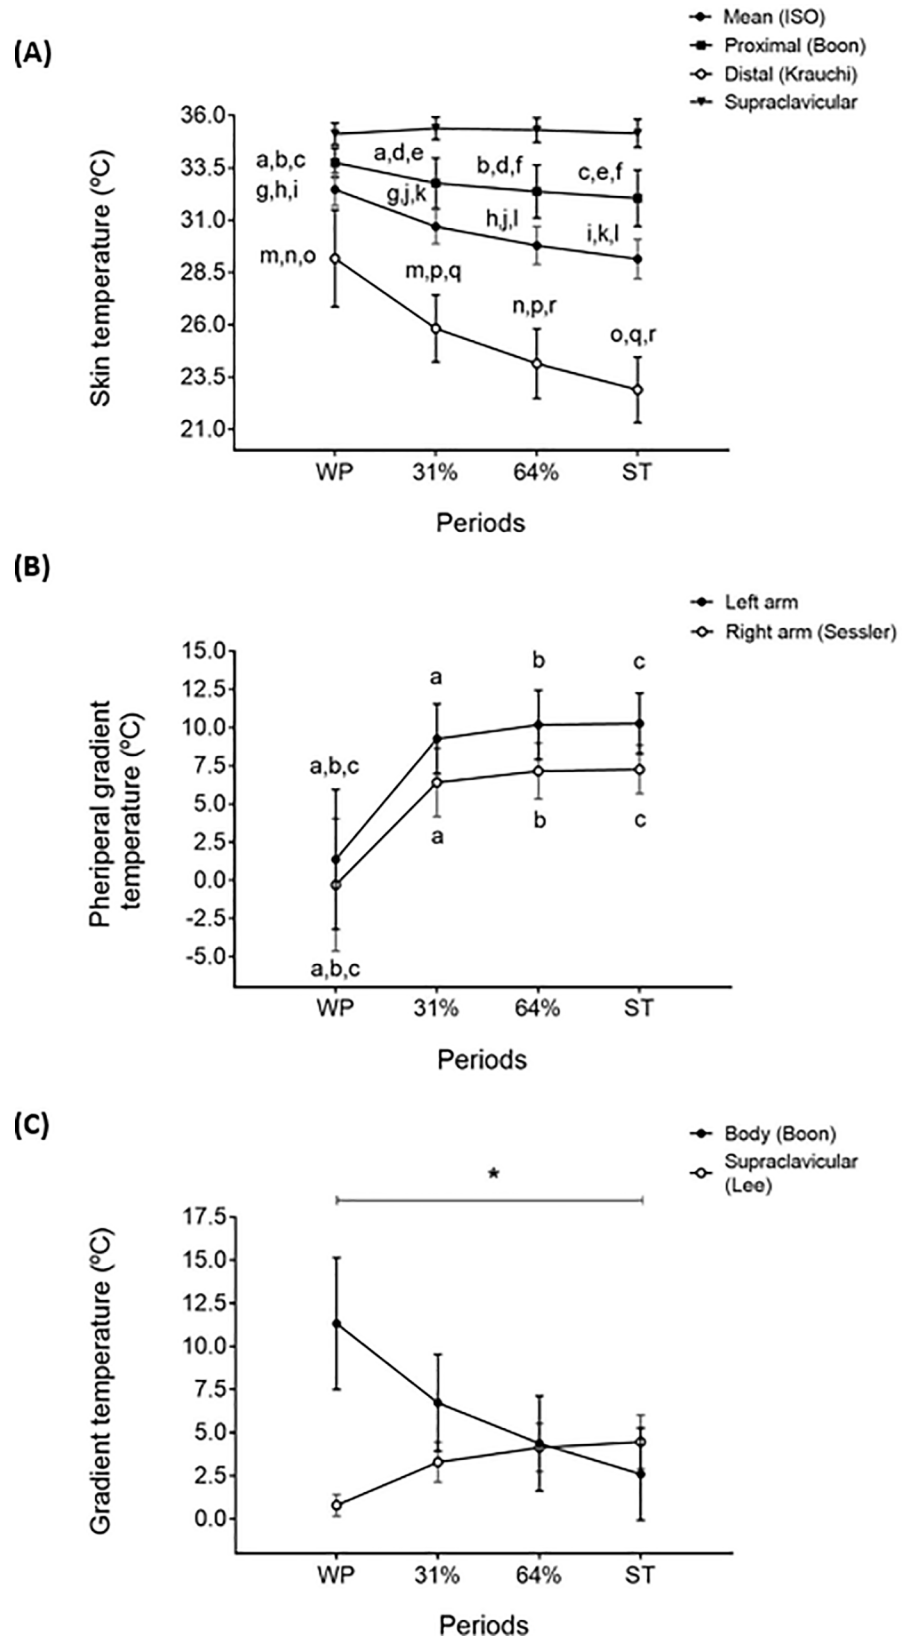 (A)
Mean (ISO)
Proximal (Boon)
Distal (Krauchi)
Supraclavicular
Skin temperature (ºC)
36.0
33.5
31.0
28.5
26.0
23.5
21.0
a,b,c
a,d,e
b,d,f
c,e,f
g,h,i
g,j,k
h,j,l
i,k,l
m,n,o
m,p,q
n,p,r
o,q,r
WP 31% 64% ST
Periods
(B)
Left arm
Right arm (Sessler)
Pheriperal gradient
temperature (ºC)
15.0
12.5
10.0
7.5
5.0
2.5
0.0
-2.5
-5.0
a,b,c
a
b
c
a
b
c
a,b,c
WP 31% 64% ST
Periods
(C)
Body (Boon)
Supraclavicular
(Lee)
*
Gradient temperature (ºC)
17.5
15.0
12.5
10.0
7.5
5.0
2.5
0.0
WP 31% 64% ST
Periods